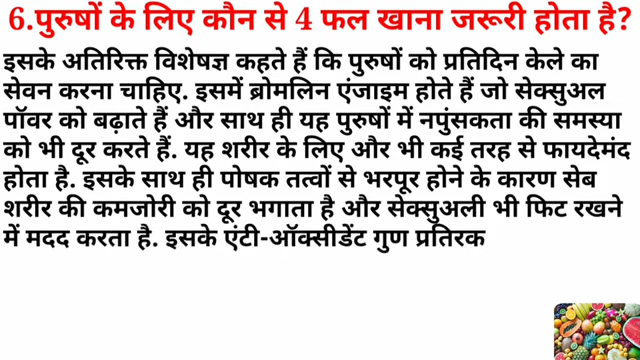 6.पुरुषों के लिए कौन से 4 फल खाना जरूरी होता है?
इसके अतिरिक्त विशेषज्ञ कहते हैं कि पुरुषों को प्रतिदिन केले का
सेवन करना चाहिए. इसमें ब्रोमलिन एंजाइम होते हैं जो सेक्सुअल
पॉवर को बढ़ाते हैं और साथ ही यह पुरुषों में नपुंसकता की समस्या
को भी दूर करते हैं. यह शरीर के लिए और भी कई तरह से फायदेमंद
होता है. इसके साथ ही पोषक तत्वों से भरपूर होने के कारण सेब
शरीर की कमजोरी को दूर भगाता है और सेक्सुअली भी फिट रखने
में मदद करता है. इसके एंटी-ऑक्सीडेंट गुण प्रतिरक